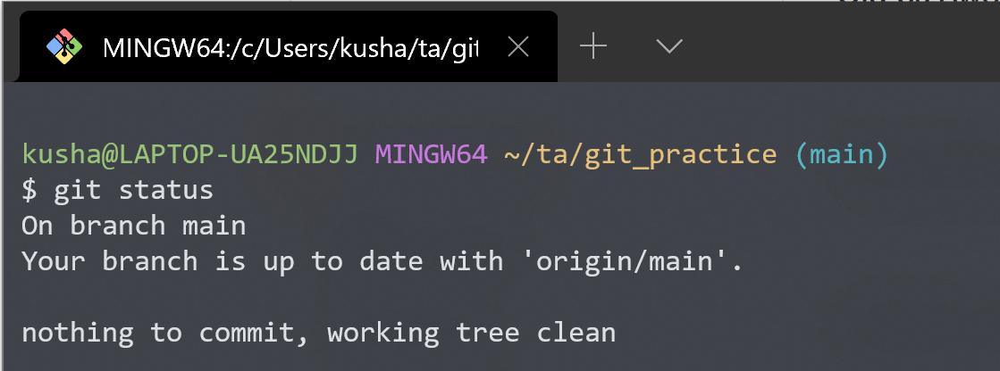 MINGW64:/c/Users/kusha/ta/git
kusha@LAPTOP-UA25NDJJ MINGW64 ~/ta/git_practice (main)
$ git status
On branch main
Your branch is up to date with 'origin/main'.
nothing to commit, working tree clean